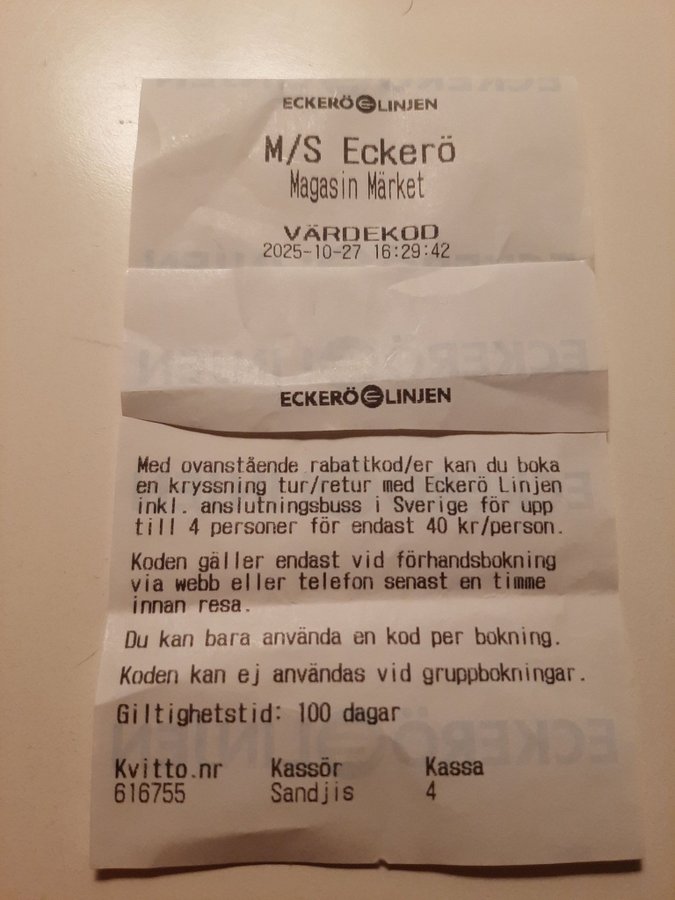 ECKERÖ LINJEN
M/S Eckerö
Magasin Märket
VÄRDEKOD
2025-10-27 16:29:42
ECKERÖ LINJEN
Med ovanstående rabattkod/er kan du boka
en kryssning tur/retur med Eckerö Linjen
inkl. anslutningsbuss i Sverige för upp
till 4 personer för endast 40 kr/person.
Koden gäller endast vid förhandsbokning
via webb eller telefon senast en timme
innan resa.
Du kan bara använda en kod per bokning.
Koden kan ej användas vid gruppbokningar.
Giltighetstid: 100 dagar
Kvitto.nr Kassör Kassa
616755 Sandjis 4